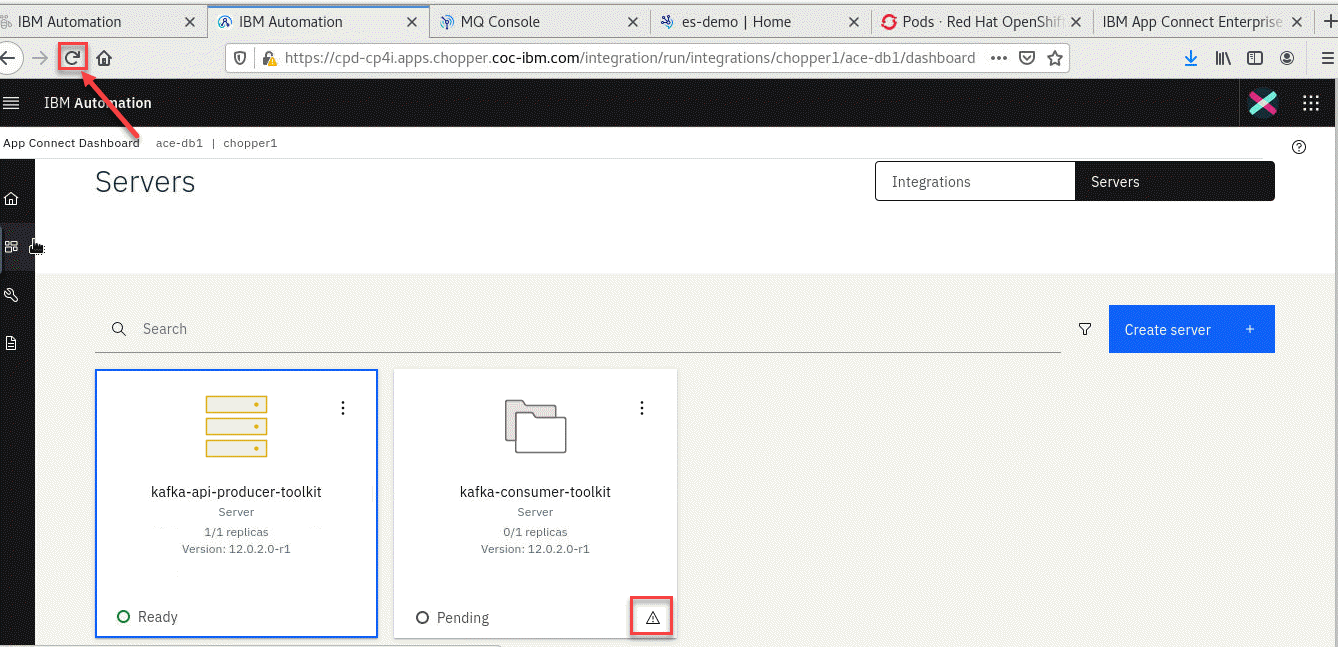 IBM Automation
IBM Automation
MQ Console
es-demo | Home
Pods · Red Hat OpenShif
IBM App Connect Enterprise
https://cpd-cp4i.apps.chopper.coc-ibm.com/integration/run/integrations/chopper1/ace-db1/dashboard
IBM Automation
App Connect Dashboard ace-db1 | chopper1
Servers
Integrations
Servers
Search
Create server +
kafka-api-producer-toolkit
Server
1/1 replicas
Version: 12.0.2.0-r1
Ready
kafka-consumer-toolkit
Server
0/1 replicas
Version: 12.0.2.0-r1
Pending